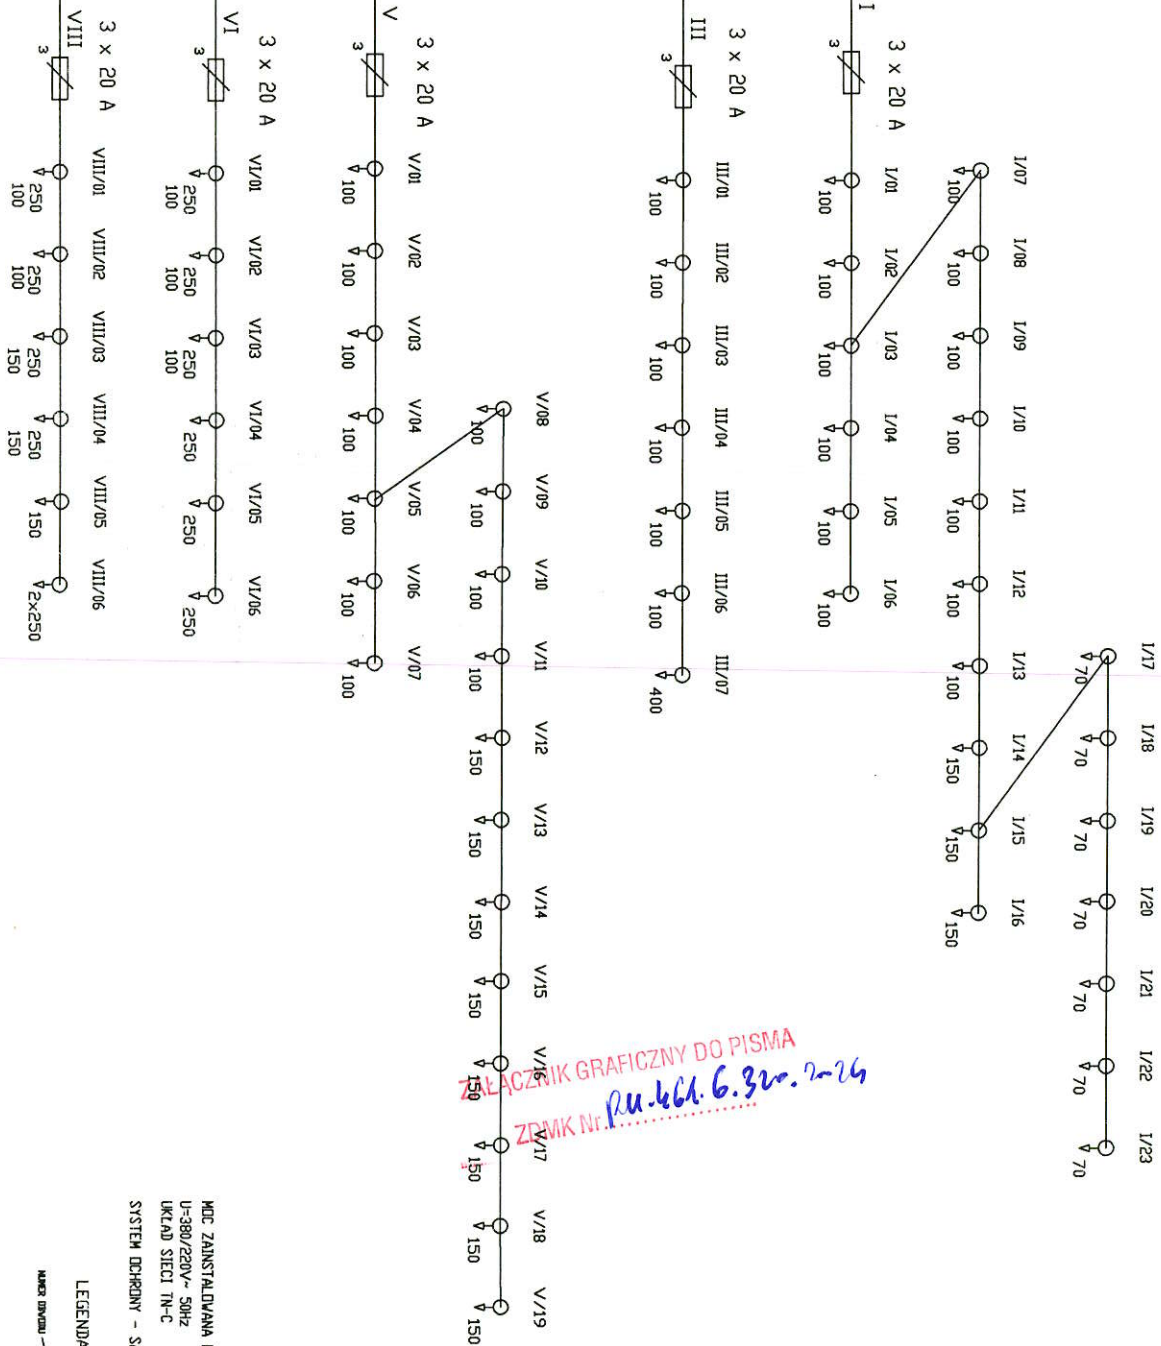 I/17 I/18 I/19 I/20 I/21 I/22 I/23
70 70 70 70 70 70 70
I/07 I/08 I/09 I/10 I/11 I/12 I/13 I/14 I/15 I/16
100 100 100 100 100 100 100 150 150 150
I
3 x 20 A
3
I/01 I/02 I/03 I/04 I/05 I/06
100 100 100 100 100 100
III
3 x 20 A
3
III/01 III/02 III/03 III/04 III/05 III/06 III/07
100 100 100 100 100 100 400
V/08 V/09 V/10 V/11 V/12 V/13 V/14 V/15 V/16 V/17 V/18 V/19
100 100 100 100 150 150 150 150 150 150 150 150
V
3 x 20 A
3
V/01 V/02 V/03 V/04 V/05 V/06 V/07
100 100 100 100 100 100 100
VI
3 x 20 A
3
VI/01 VI/02 VI/03 VI/04 VI/05 VI/06
250 250 250 250 250 250
100 100 100
VIII
3 x 20 A
3
VIII/01 VIII/02 VIII/03 VIII/04 VIII/05 VIII/06
250 250 250 250 150 2x250
100 100 150 150
ZAŁĄCZNIK GRAFICZNY DO PISMA
ZDMK Nr
MOC ZAINSTALOWANA
U=380/220V~ 50Hz
UKŁAD SIECI TN-C
SYSTEM OCHRONY -
LEGENDA
NUMER OBWODU -